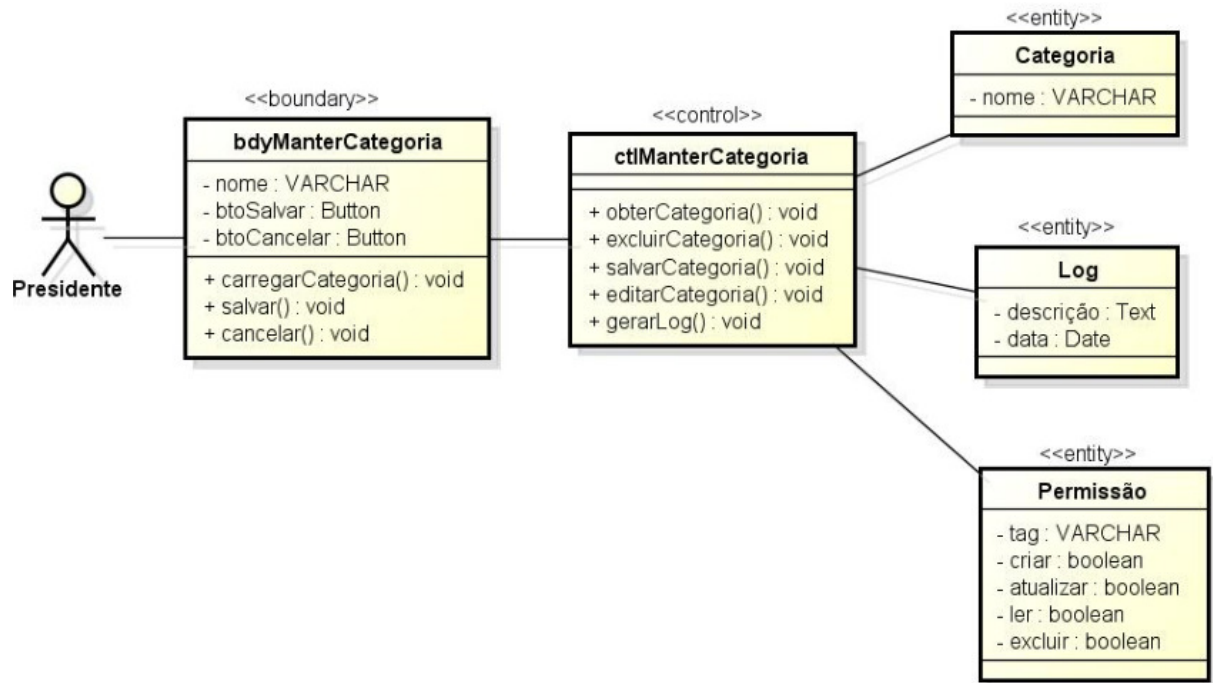 <<boundary>>
bdyManterCategoria
- nome : VARCHAR
- btoSalvar : Button
- btoCancelar : Button
+ carregarCategoria() : void
+ salvar() : void
+ cancelar() : void
Presidente
<<control>>
ctlManterCategoria
+ obterCategoria() : void
+ excluirCategoria() : void
+ salvarCategoria() : void
+ editarCategoria() : void
+ gerarLog() : void
<<entity>>
Categoria
- nome : VARCHAR
<<entity>>
Log
- descrição : Text
- data : Date
<<entity>>
Permissão
- tag : VARCHAR
- criar : boolean
- atualizar : boolean
- ler : boolean
- excluir : boolean